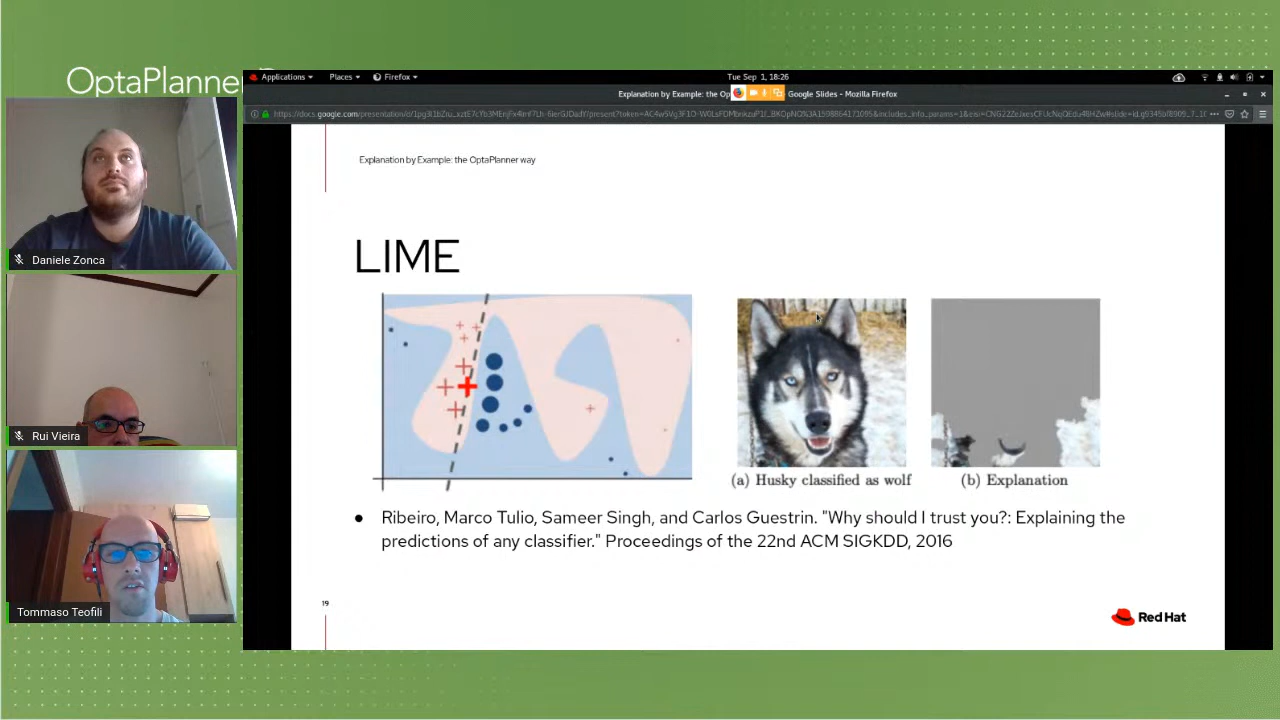 OptaPlanner
Applications
Places
Firefox
Tue Sep 1, 18:26
Explanation by Example: the Op
Google Slides - Mozilla Firefox
Explanation by Example: the OptaPlanner way
LIME
(a) Husky classified as wolf
(b) Explanation
• Ribeiro, Marco Tulio, Sameer Singh, and Carlos Guestrin. "Why should I trust you?: Explaining the
predictions of any classifier." Proceedings of the 22nd ACM SIGKDD, 2016
19
Red Hat
Daniele Zonca
Rui Vieira
Tommaso Teofili